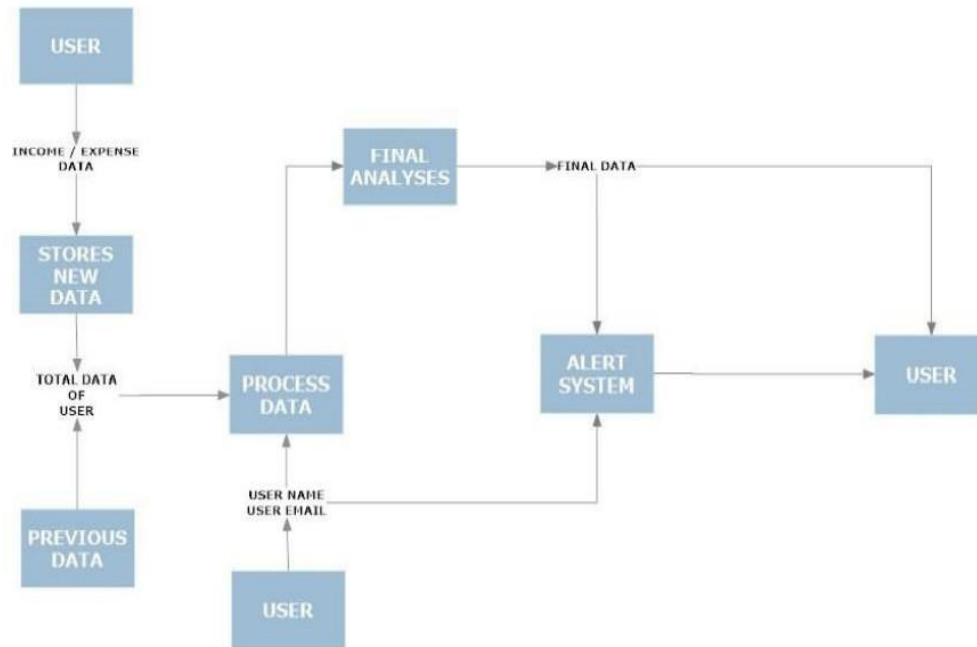 USER
INCOME / EXPENSE
DATA
STORES
NEW
DATA
TOTAL DATA
OF
USER
PREVIOUS
DATA
PROCESS
DATA
USER NAME
USER EMAIL
USER
FINAL
ANALYSES
FINAL DATA
ALERT
SYSTEM
USER